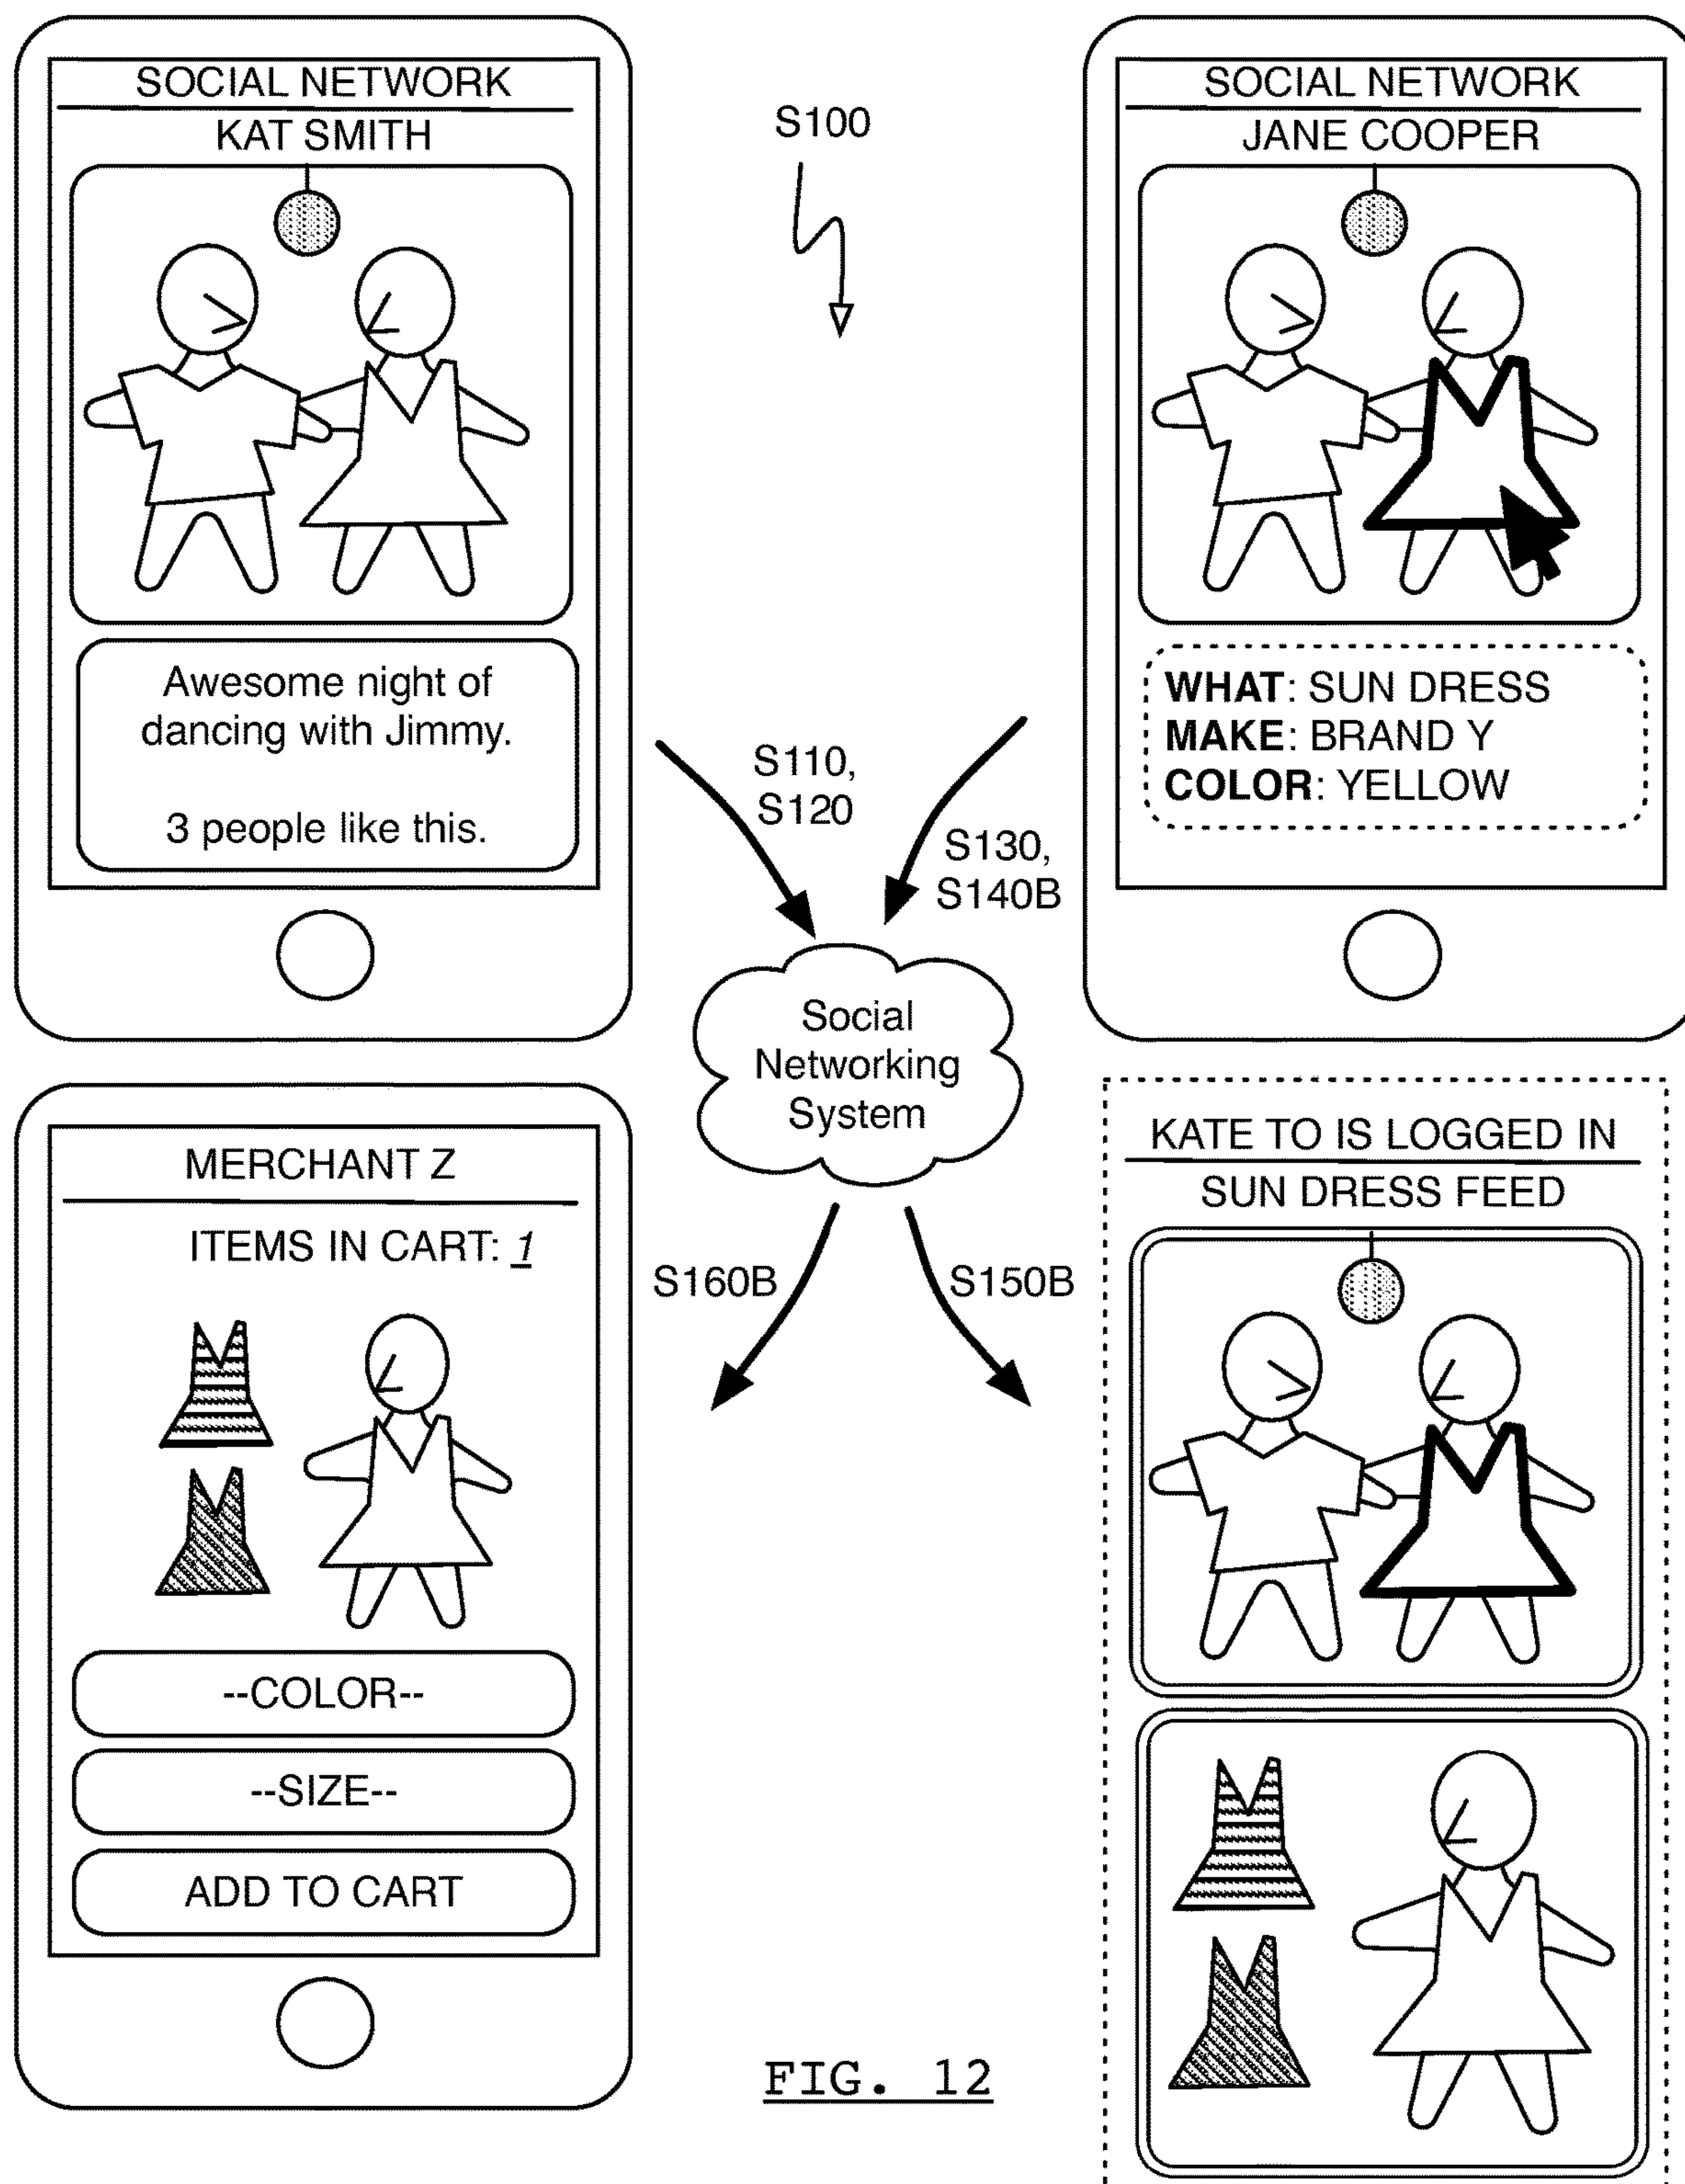 SOCIAL NETWORK
KAT SMITH
Awesome night of
dancing with Jimmy.
3 people like this.
S100
SOCIAL NETWORK
JANE COOPER
WHAT: SUN DRESS
MAKE: BRAND Y
COLOR: YELLOW
S110,
S120
S130,
S140B
Social
Networking
System
S160B
S150B
MERCHANT Z
ITEMS IN CART: 1
--COLOR--
--SIZE--
ADD TO CART
KATE TO IS LOGGED IN
SUN DRESS FEED
FIG. 12